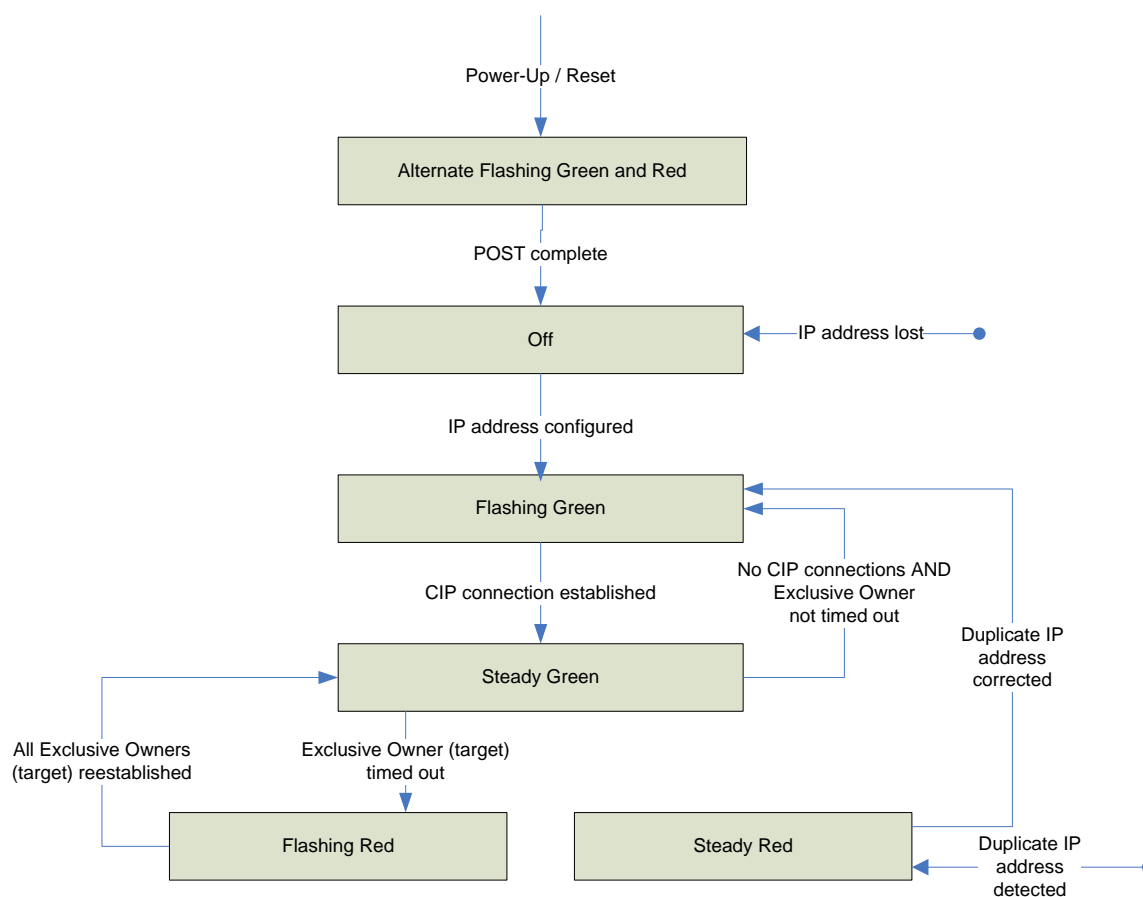 Power-Up / Reset
Alternate Flashing Green and Red
POST complete
Off
IP address lost
IP address configured
Flashing Green
No CIP connections AND
Exclusive Owner
not timed out
CIP connection established
Duplicate IP
address
corrected
Steady Green
All Exclusive Owners
(target) reestablished
Exclusive Owner (target)
timed out
Flashing Red
Steady Red
Duplicate IP
address
detected